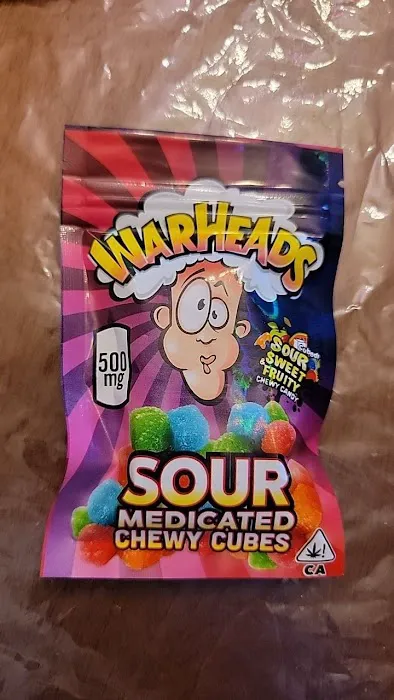 WARHEADS
500
mg
SOUR
SWEET
& FRUITY
CHEWY CANDY
SOUR
MEDICATED
CHEWY CUBES
!
CA